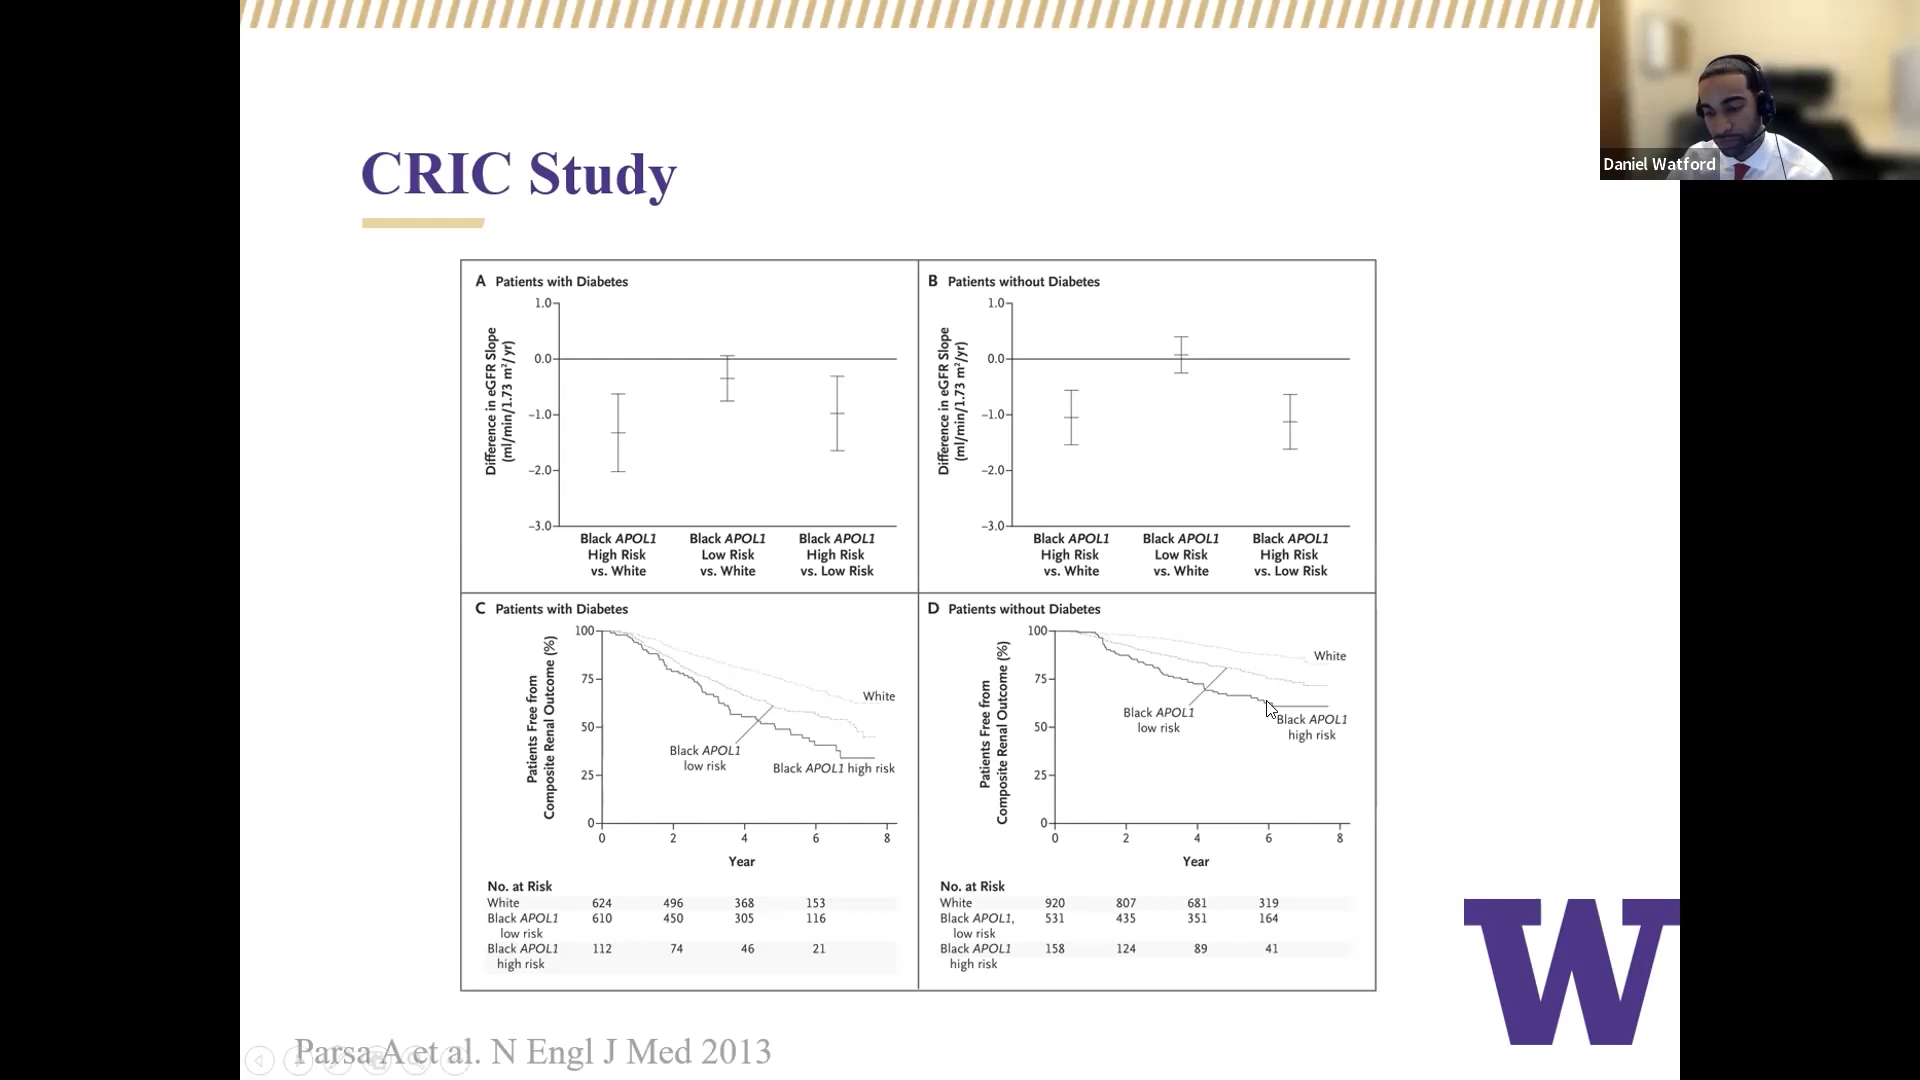 CRIC Study
Daniel Watford
A Patients with Diabetes
Difference in eGFR Slope
(ml/min/1.73 m²/yr)
1.0
0.0
–1.0
–2.0
–3.0
Black APOL1
High Risk
vs. White
Black APOL1
Low Risk
vs. White
Black APOL1
High Risk
vs. Low Risk
B Patients without Diabetes
Difference in eGFR Slope
(ml/min/1.73 m²/yr)
1.0
0.0
–1.0
–2.0
–3.0
Black APOL1
High Risk
vs. White
Black APOL1
Low Risk
vs. White
Black APOL1
High Risk
vs. Low Risk
C Patients with Diabetes
Patients Free from
Composite Renal Outcome (%)
100
75
50
25
0
White
Black APOL1
low risk
Black APOL1 high risk
0 2 4 6 8
Year
No. at Risk
White 624 496 368 153
Black APOL1 610 450 305 116
low risk
Black APOL1 112 74 46 21
high risk
D Patients without Diabetes
Patients Free from
Composite Renal Outcome (%)
100
75
50
25
0
White
Black APOL1
low risk
Black APOL1
high risk
0 2 4 6 8
Year
No. at Risk
White 920 807 681 319
Black APOL1, 531 435 351 164
low risk
Black APOL1 158 124 89 41
high risk
W
Parsa A et al. N Engl J Med 2013